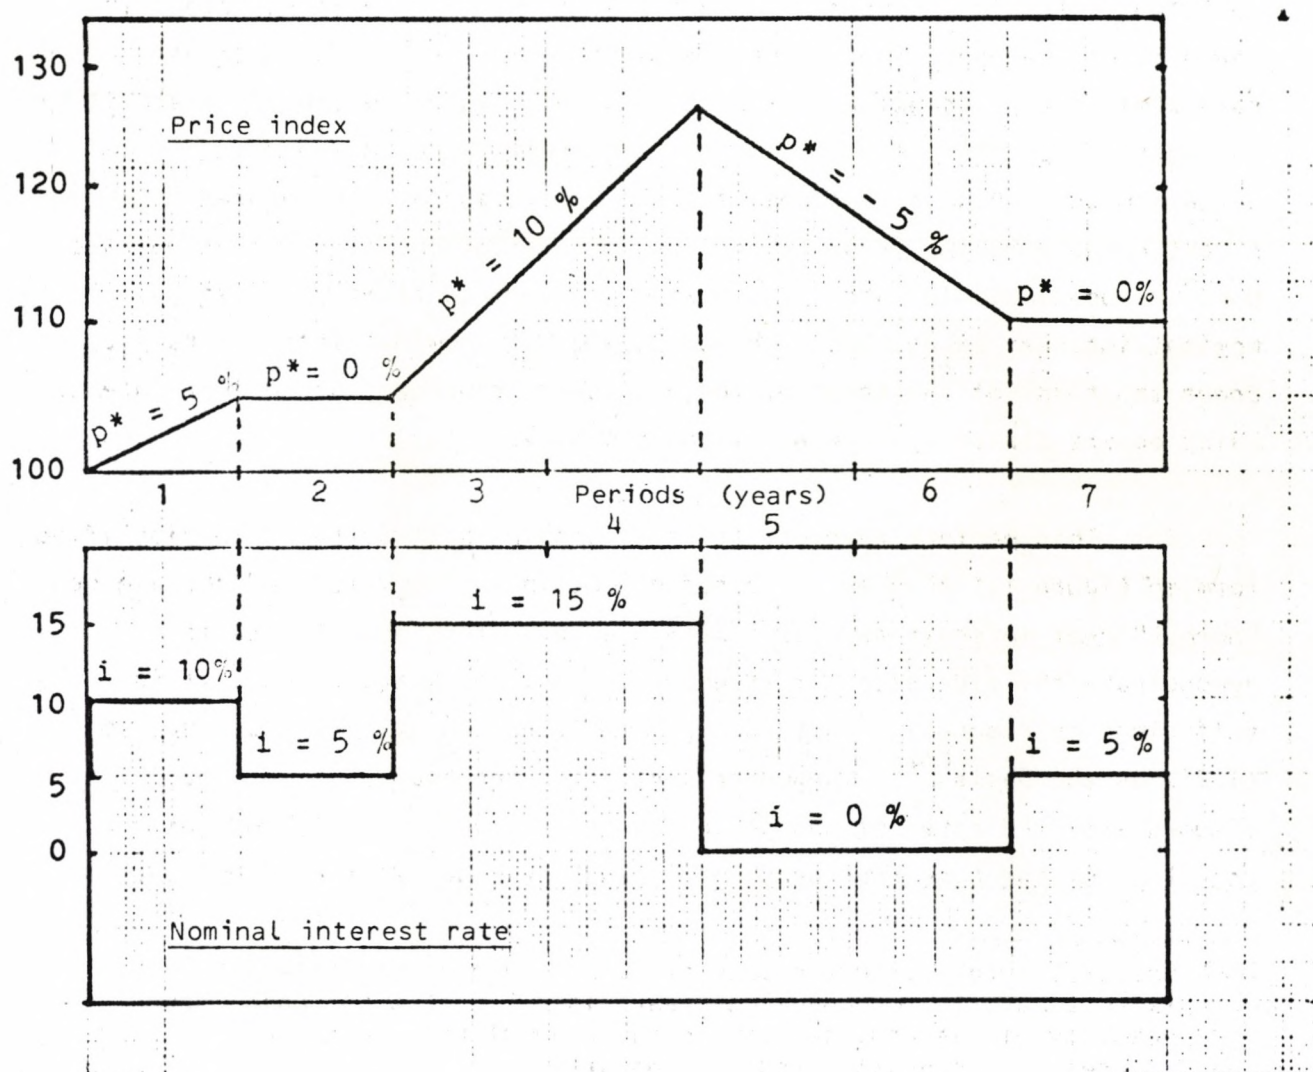 130
Price index
p* = -5 %
120
p* = 10 %
p* = 0%
110
p* = 0 %
p* = 5 %
100
1 2 3 Periods (years) 6 7
4 5
i = 15 %
15
i = 10%
10
i = 5 %
i = 5 %
5
i = 0 %
0
Nominal interest rate